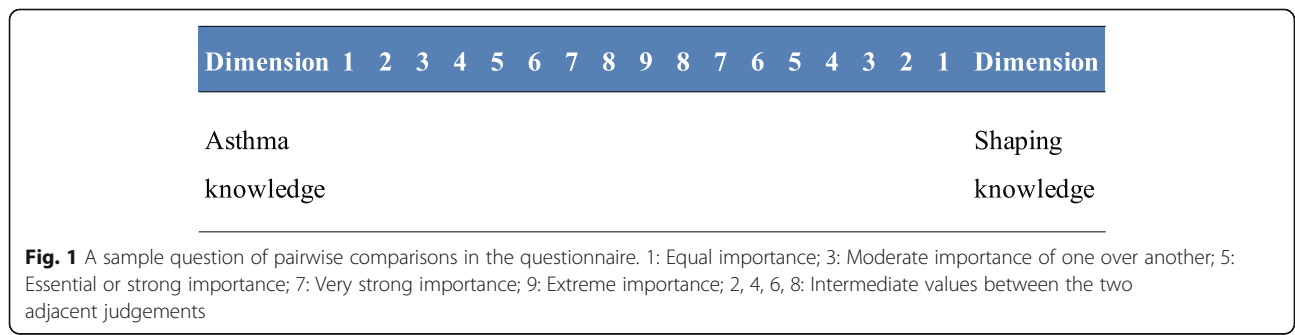 Dimension 1 2 3 4 5 6 7 8 9 8 7 6 5 4 3 2 1 Dimension
Asthma Shaping
knowledge knowledge
Fig. 1 A sample question of pairwise comparisons in the questionnaire. 1: Equal importance; 3: Moderate importance of one over another; 5:
Essential or strong importance; 7: Very strong importance; 9: Extreme importance; 2, 4, 6, 8: Intermediate values between the two
adjacent judgements